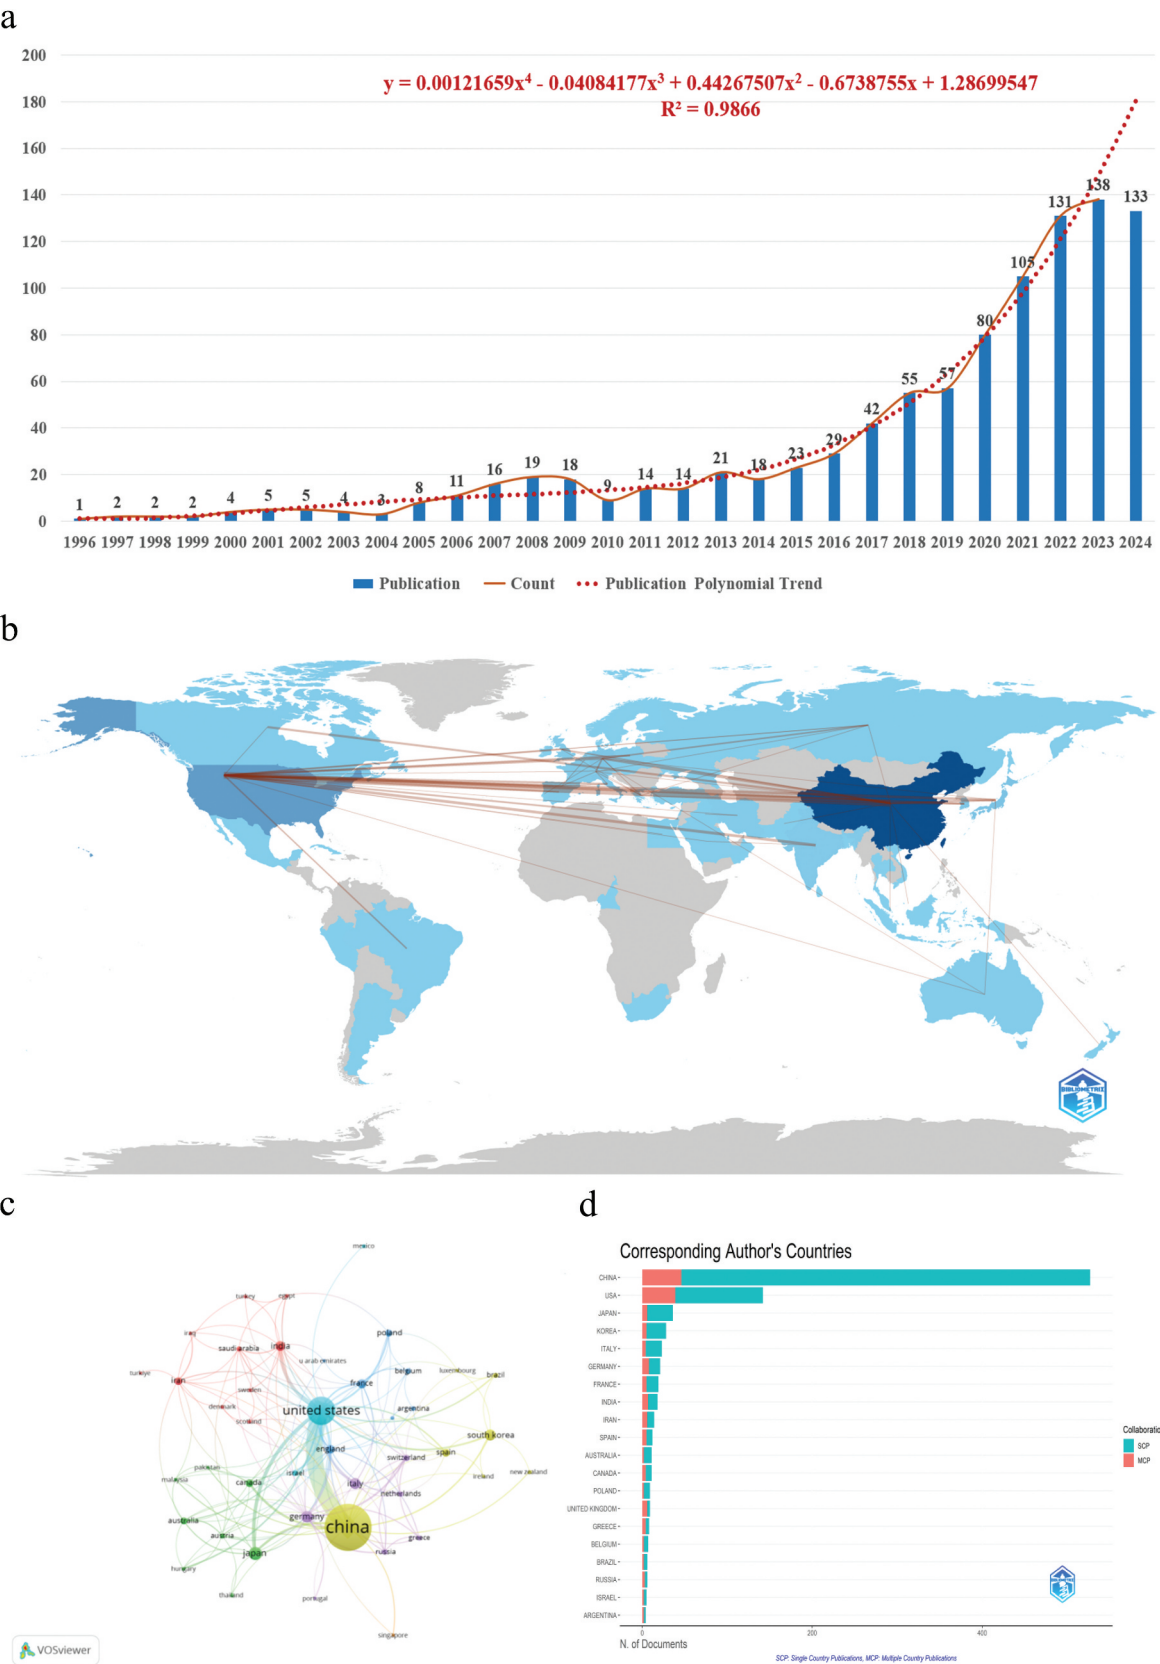 a
200
y = 0.00121659x⁴ - 0.04084177x³ + 0.44267507x² - 0.6738755x + 1.28699547
R² = 0.9866
180
160
140
120
100
80
60
40
20
0
1 2 2 2 4 5 5 4 3 8 11 16 19 18 9 14 14 21 18 23 29 42 55 57 80 105 131 138 133
1996 1997 1998 1999 2000 2001 2002 2003 2004 2005 2006 2007 2008 2009 2010 2011 2012 2013 2014 2015 2016 2017 2018 2019 2020 2021 2022 2023 2024
Publication Count Publication Polynomial Trend
b
BIBLIOMETRIX
c
mexico
turkey
egypt
iraq
saudi arabia
india
poland
u arab emirates
turkiye
iran
sweden
france
belgium
luxembourg
brazil
denmark
scotland
united states
argentina
south korea
england
spain
switzerland
pakistan
malaysia
canada
israel
italy
netherlands
ireland
new zealand
australia
austria
germany
china
greece
japan
russia
hungary
thailand
portugal
singapore
VOSviewer
d
Corresponding Author's Countries
CHINA
USA
JAPAN
KOREA
ITALY
GERMANY
FRANCE
INDIA
IRAN
SPAIN
AUSTRALIA
CANADA
POLAND
UNITED KINGDOM
GREECE
BELGIUM
BRAZIL
RUSSIA
ISRAEL
ARGENTINA
Collaboratio
SCP
MCP
0 200 400
N. of Documents
SCP: Single Country Publications, MCP: Multiple Country Publications